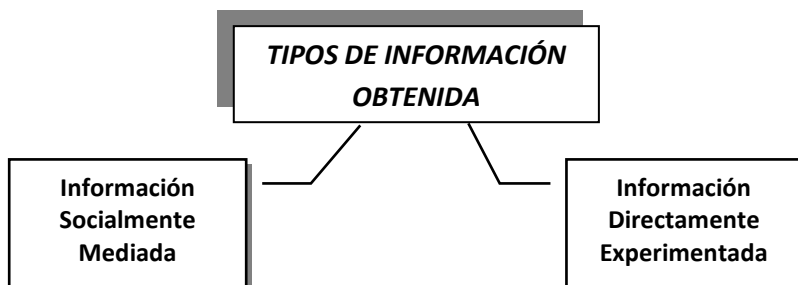 TIPOS DE INFORMACIÓN
OBTENIDA
Información
Socialmente
Mediada
Información
Directamente
Experimentada